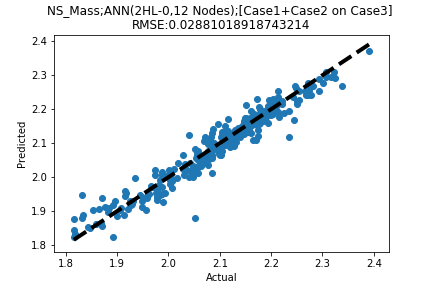 NS_Mass;ANN(2HL-0,12 Nodes);[Case1+Case2 on Case3]
RMSE:0.02881018918743214
2.4
2.3
2.2
2.1
2.0
1.9
1.8
Predicted
1.8 1.9 2.0 2.1 2.2 2.3 2.4
Actual